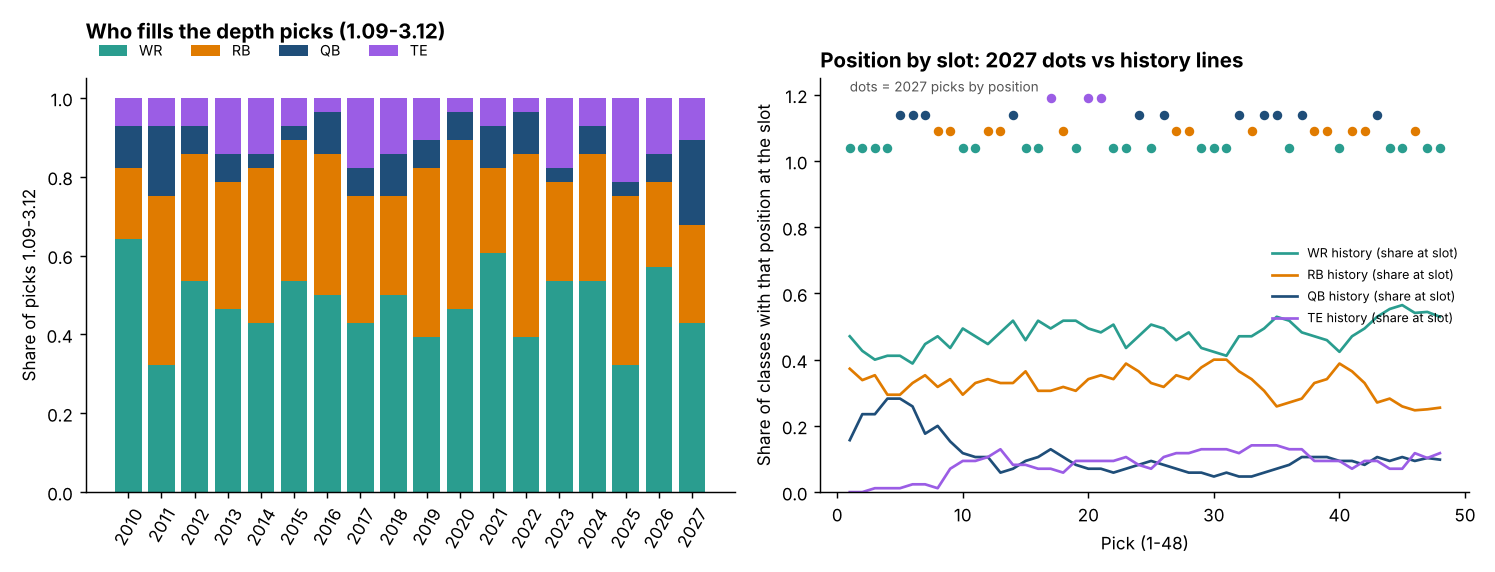 Who fills the depth picks (1.09-3.12)
WR RB QB TE
Share of picks 1.09-3.12
1.0
0.8
0.6
0.4
0.2
0.0
2010 2011 2012 2013 2014 2015 2016 2017 2018 2019 2020 2021 2022 2023 2024 2025 2026 2027
Position by slot: 2027 dots vs history lines
dots = 2027 picks by position
Share of classes with that position at the slot
1.2
1.0
0.8
0.6
0.4
0.2
0.0
WR history (share at slot)
RB history (share at slot)
QB history (share at slot)
TE history (share at slot)
0 10 20 30 40 50
Pick (1-48)